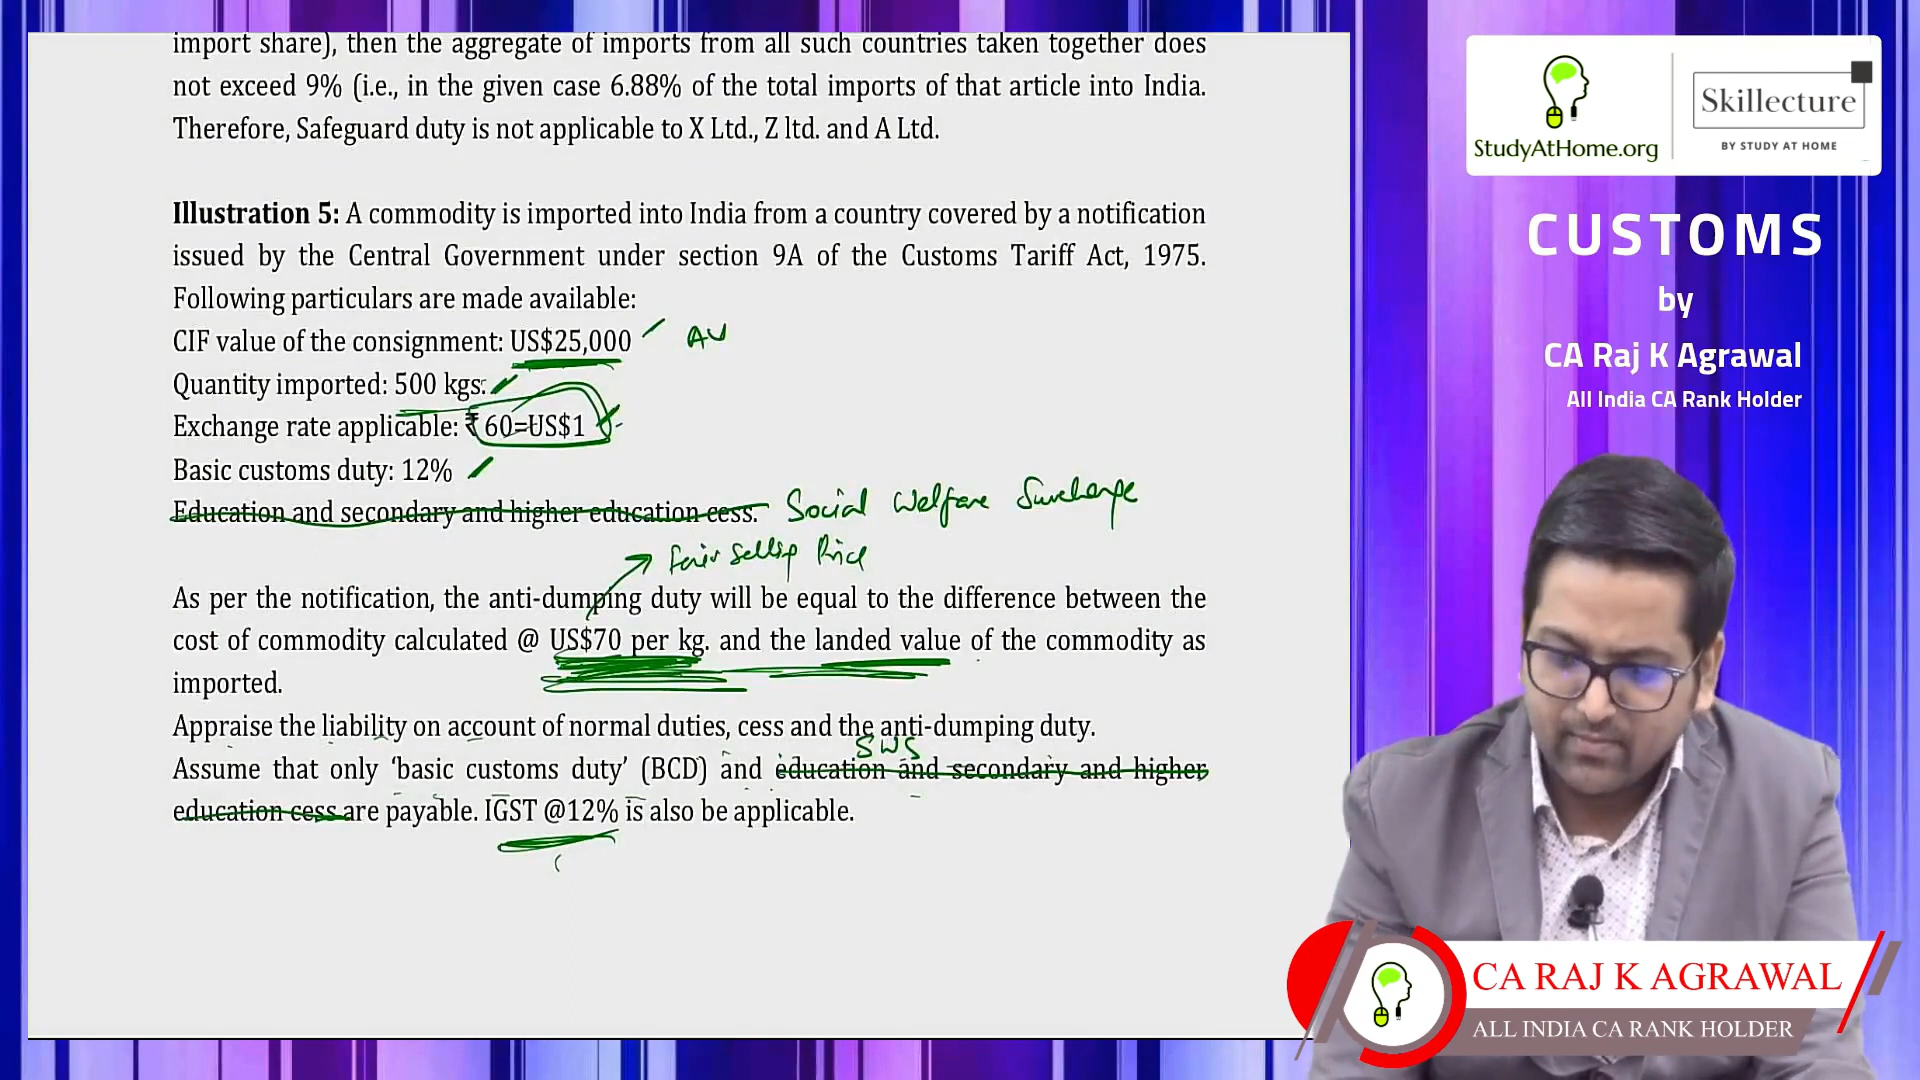 import share), then the aggregate of imports from all such countries taken together does
not exceed 9% (i.e., in the given case 6.88% of the total imports of that article into India.
Therefore, Safeguard duty is not applicable to X Ltd., Z ltd. and A Ltd.
Illustration 5: A commodity is imported into India from a country covered by a notification
issued by the Central Government under section 9A of the Customs Tariff Act, 1975.
Following particulars are made available:
CIF value of the consignment: US$25,000 AV
Quantity imported: 500 kgs.
Exchange rate applicable: ₹ 60=US$1
Basic customs duty: 12%
Education and secondary and higher education cess. Social Welfare Surcharge
Fair Selling Price
As per the notification, the anti-dumping duty will be equal to the difference between the
cost of commodity calculated @ US$70 per kg. and the landed value of the commodity as
imported.
Appraise the liability on account of normal duties, cess and the anti-dumping duty.
SWS
Assume that only ‘basic customs duty’ (BCD) and education and secondary and higher
education cess are payable. IGST @12% is also be applicable.
StudyAtHome.org
Skillecture
BY STUDY AT HOME
CUSTOMS
by
CA Raj K Agrawal
All India CA Rank Holder
CA RAJ K AGRAWAL
ALL INDIA CA RANK HOLDER